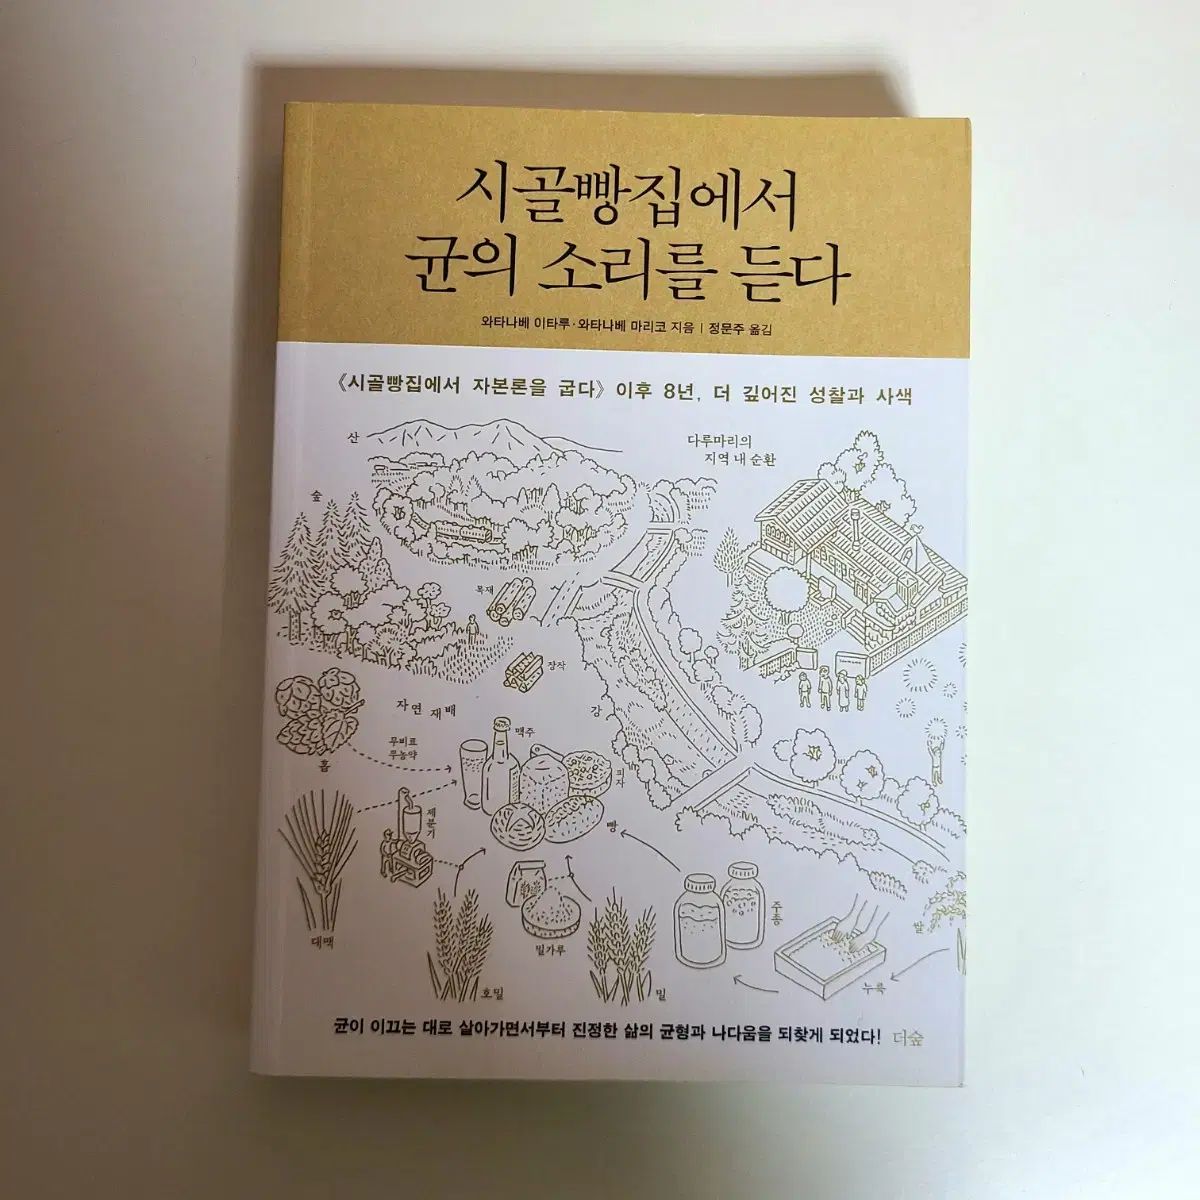 시골빵집에서
균의 소리를 듣다
와타나베 이타루·와타나베 마리코 지음 | 정문주 옮김
《시골빵집에서 자본론을 굽다》 이후 8년, 더 깊어진 성찰과 사색
산
다루마리의
지역 내 순환
숲
목재
장작
자연 재배
강
무비료
무농약
홉
맥주
피자
제분기
빵
주종
대맥
밀가루
호밀
밀
누룩
쌀
균이 이끄는 대로 살아가면서부터 진정한 삶의 균형과 나다움을 되찾게 되었다! 더숲